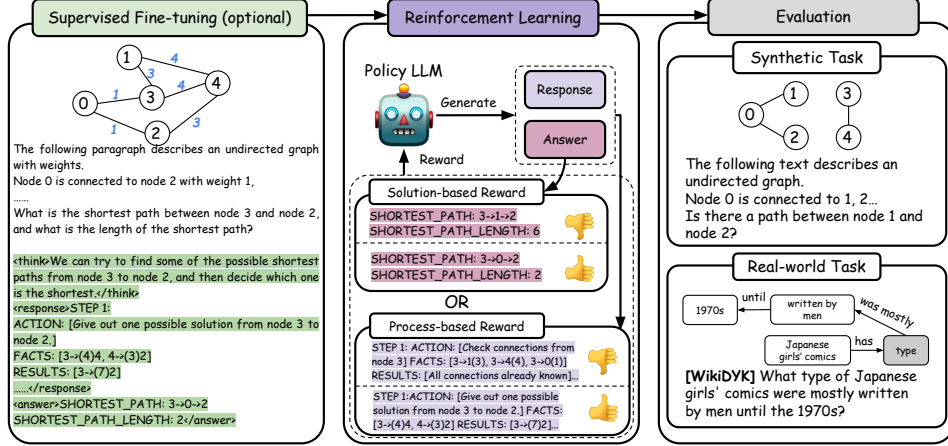 Supervised Fine-tuning (optional)
1
4
3
4
4
0
1
3
1
2
3
The following paragraph describes an undirected graph
with weights.
Node 0 is connected to node 2 with weight 1,
......
What is the shortest path between node 3 and node 2,
and what is the length of the shortest path?
<think>We can try to find some of the possible shortest
paths from node 3 to node 2, and then decide which one
is the shortest.</think>
<response>STEP 1:
ACTION: [Give out one possible solution from node 3 to
node 2.]
FACTS: [3->(4)4, 4->(3)2]
RESULTS: [3->(7)2]
......</response>
<answer>SHORTEST_PATH: 3->0->2
SHORTEST_PATH_LENGTH: 2</answer>
Reinforcement Learning
Policy LLM
Generate
Response
Answer
Reward
Solution-based Reward
SHORTEST_PATH: 3->1->2
SHORTEST_PATH_LENGTH: 6
SHORTEST_PATH: 3->0->2
SHORTEST_PATH_LENGTH: 2
OR
Process-based Reward
STEP 1: ACTION: [Check connections from
node 3] FACTS: [3->1(3), 3->4(4), 3->0(1)]
RESULTS: [All connections already known]...
STEP 1:ACTION: [Give out one possible
solution from node 3 to node 2.] FACTS:
[3->(4)4, 4->(3)2] RESULTS: [3->(7)2]...
Evaluation
Synthetic Task
1
3
0
2
4
The following text describes an
undirected graph.
Node 0 is connected to 1, 2...
Is there a path between node 1 and
node 2?
Real-world Task
1970s
until
written by
men
was mostly
Japanese
girls' comics
has
type
[WikiDYK] What type of Japanese
girls' comics were mostly written
by men until the 1970s?